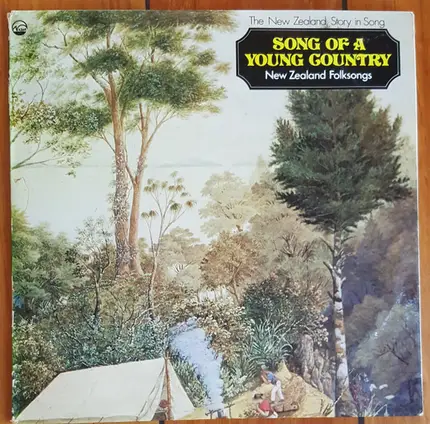 The New Zealand Story in Song
SONG OF A
YOUNG COUNTRY
New Zealand Folksongs